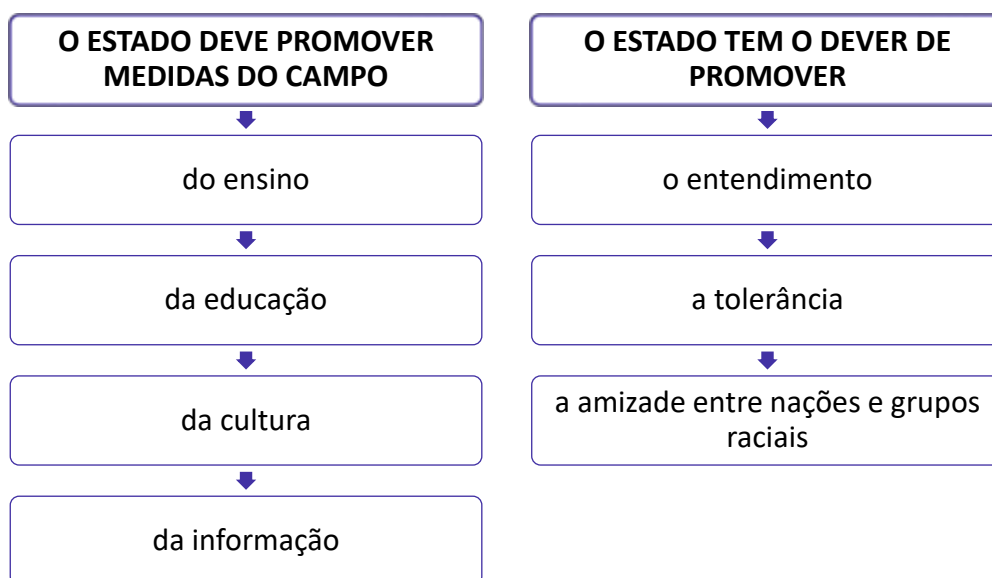 O ESTADO DEVE PROMOVER
MEDIDAS DO CAMPO
do ensino
da educação
da cultura
da informação
O ESTADO TEM O DEVER DE
PROMOVER
o entendimento
a tolerância
a amizade entre nações e grupos
raciais